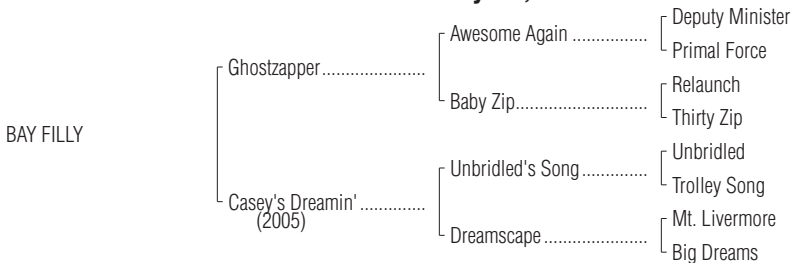 Deputy Minister
Awesome Again ................
Primal Force
Ghostzapper......................
Relaunch
Baby Zip............................
Thirty Zip
BAY FILLY
Unbridled
Unbridled's Song ..............
Trolley Song
Casey's Dreamin' ..............
(2005)
Mt. Livermore
Dreamscape ......................
Big Dreams